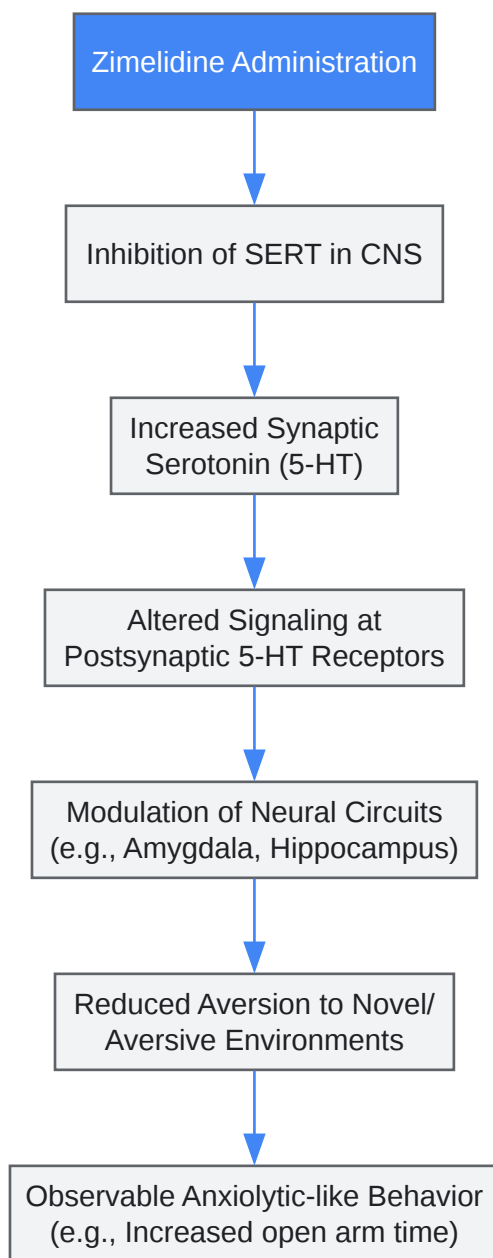 Zimelidine Administration
Inhibition of SERT in CNS
Increased Synaptic
Serotonin (5-HT)
Altered Signaling at
Postsynaptic 5-HT Receptors
Modulation of Neural Circuits
(e.g., Amygdala, Hippocampus)
Reduced Aversion to Novel/
Aversive Environments
Observable Anxiolytic-like Behavior
(e.g., Increased open arm time)